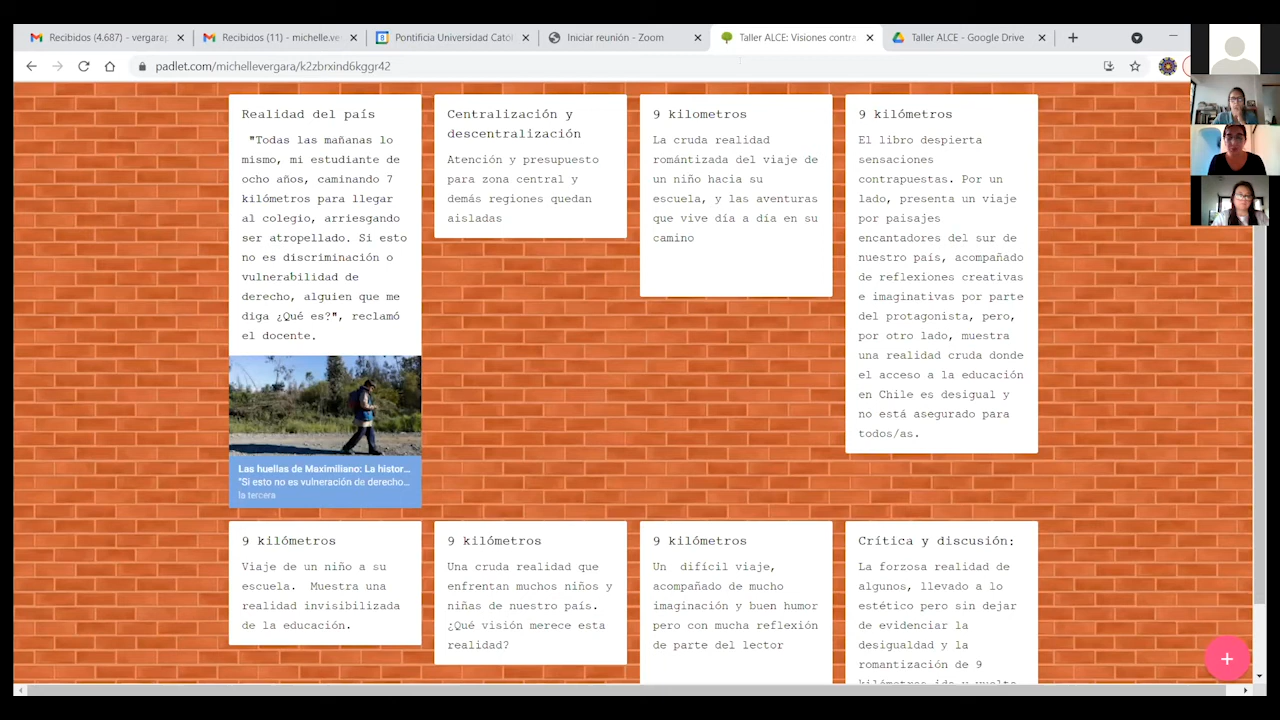 Recibidos (4.687) - vergarap
Recibidos (11) - michelle.ve
Pontificia Universidad Catol
Iniciar reunión - Zoom
Taller ALCE: Visiones contra
Taller ALCE - Google Drive
padlet.com/michellevergara/k2zbrxind6kggr42
Realidad del país
"Todas las mañanas lo
mismo, mi estudiante de
ocho años, caminando 7
kilómetros para llegar
al colegio, arriesgando
ser atropellado. Si esto
no es discriminación o
vulnerabilidad de
derecho, alguien que me
diga ¿Qué es?", reclamó
el docente.
Las huellas de Maximiliano: La histor...
"Si esto no es vulneración de derecho...
la tercera
Centralización y
descentralización
Atención y presupuesto
para zona central y
demás regiones quedan
aisladas
9 kilometros
La cruda realidad
romántizada del viaje de
un niño hacia su
escuela, y las aventuras
que vive día a día en su
camino
9 kilómetros
El libro despierta
sensaciones
contrapuestas. Por un
lado, presenta un viaje
por paisajes
encantadores del sur de
nuestro país, acompañado
de reflexiones creativas
e imaginativas por parte
del protagonista, pero,
por otro lado, muestra
una realidad cruda donde
el acceso a la educación
en Chile es desigual y
no está asegurado para
todos/as.
9 kilómetros
Viaje de un niño a su
escuela.  Muestra una
realidad invisibilizada
de la educación.
9 kilómetros
Una cruda realidad que
enfrentan muchos niños y
niñas de nuestro país.
¿Qué visión merece esta
realidad?
9 kilómetros
Un  difícil viaje,
acompañado de mucho
imaginación y buen humor
pero con mucha reflexión
de parte del lector
Crítica y discusión:
La forzosa realidad de
algunos, llevado a lo
estético pero sin dejar
de evidenciar la
desigualdad y la
romantización de 9
kilómetros ida y vuelta